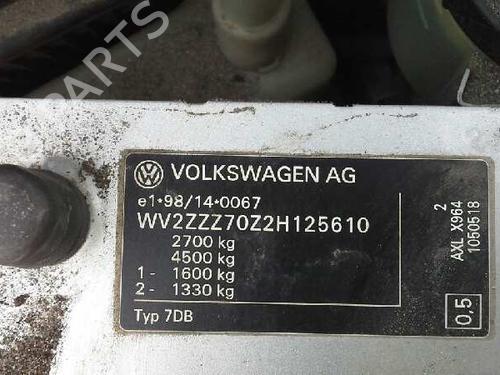 PARTS
VOLKSWAGEN AG
e1•98/14•0067
WV2ZZZ70Z2H125610
2700 kg
4500 kg
1- 1600 kg
2- 1330 kg
Typ 7DB
2
AXL X964
1050518
0,5